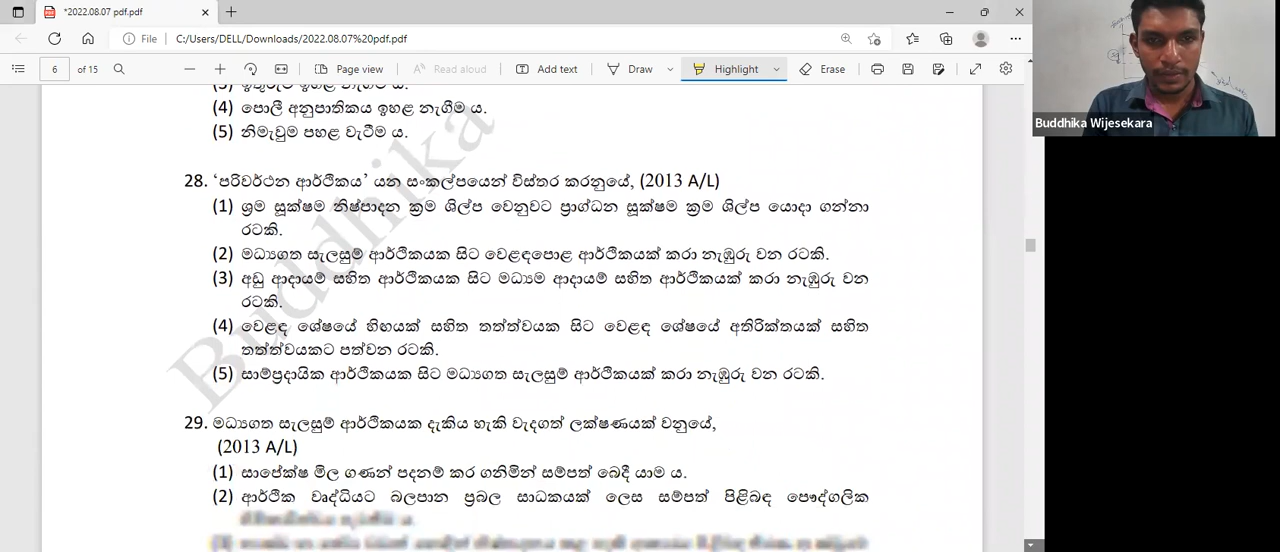 *2022.08.07 pdf.pdf
File C:/Users/DELL/Downloads/2022.08.07%20pdf.pdf
6 of 15 Page view Read aloud Add text Draw Highlight Erase
Buddhika Wijesekara
(4) පොලී අනුපාතිකය ඉහළ නැගීම ය.
(5) නිමැවුම පහළ වැටීම ය.
28. ‘පරිවර්ථන ආර්ථිකය’ යන සංකල්පයෙන් විස්තර කරනුයේ, (2013 A/L)
(1) ශ්‍රම සූක්ෂම නිෂ්පාදන ක්‍රම ශිල්ප වෙනුවට ප්‍රාග්ධන සූක්ෂම ක්‍රම ශිල්ප යොදා ගන්නා
රටකි.
(2) මධ්‍යගත සැලසුම් ආර්ථිකයක සිට වෙළඳපොළ ආර්ථිකයක් කරා නැඹුරු වන රටකි.
(3) අඩු ආදායම් සහිත ආර්ථිකයක සිට මධ්‍යම ආදායම් සහිත ආර්ථිකයක් කරා නැඹුරු වන
රටකි.
(4) වෙළඳ ශේෂයේ හිඟයක් සහිත තත්ත්වයක සිට වෙළඳ ශේෂයේ අතිරික්තයක් සහිත
තත්ත්වයකට පත්වන රටකි.
(5) සාම්ප්‍රදායික ආර්ථිකයක සිට මධ්‍යගත සැලසුම් ආර්ථිකයක් කරා නැඹුරු වන රටකි.
29. මධ්‍යගත සැලසුම් ආර්ථිකයක දැකිය හැකි වැදගත් ලක්ෂණයක් වනුයේ,
(2013 A/L)
(1) සාපේක්ෂ මිල ගණන් පදනම් කර ගනිමින් සම්පත් බෙදී යාම ය.
(2) ආර්ථික වෘද්ධියට බලපාන ප්‍රබල සාධකයක් ලෙස සම්පත් පිළිබඳ පෞද්ගලික
Buddhika